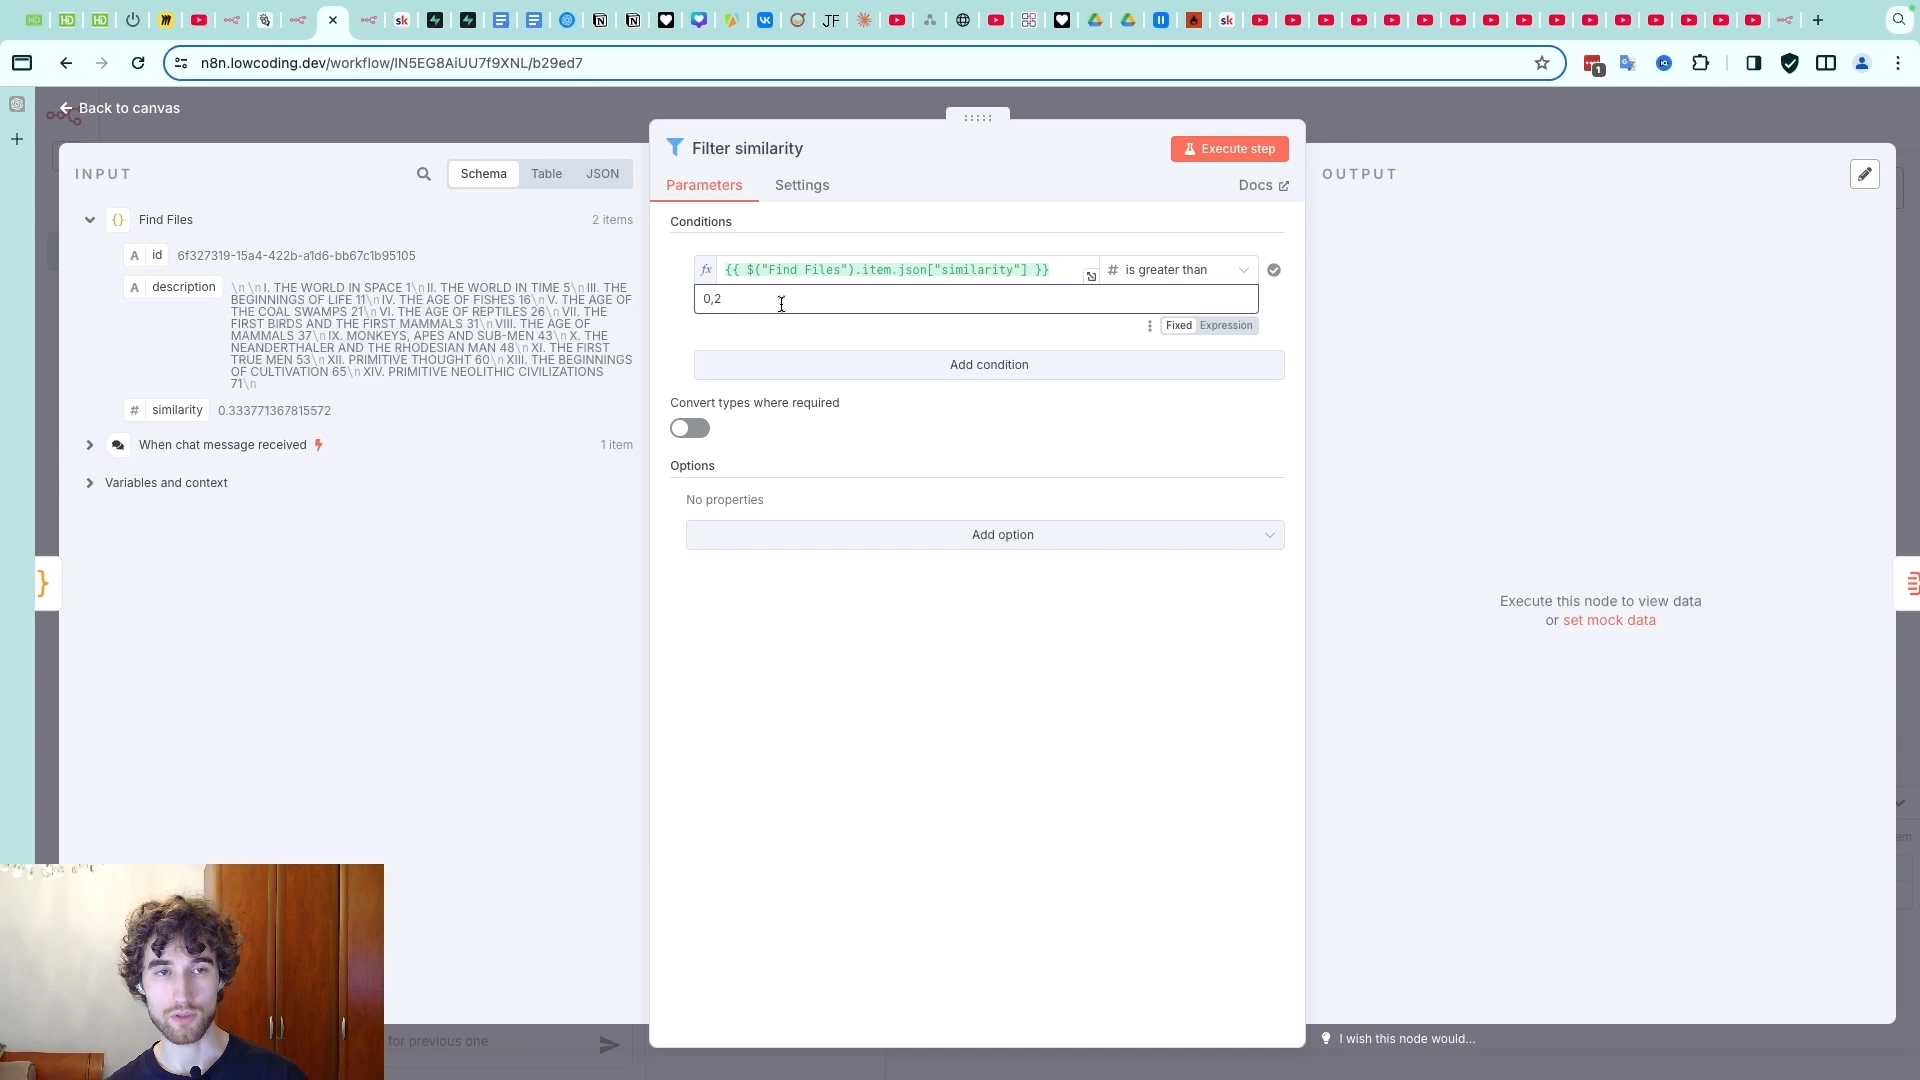 n8n.lowcoding.dev/workflow/IN5EG8AiUU7f9XNL/b29ed7
1
Back to canvas
INPUT
Schema
Table
JSON
Find Files
2 items
A id 6f327319-15a4-422b-a1d6-bb67c1b95105
A description \n \n I. THE WORLD IN SPACE 1\n II. THE WORLD IN TIME 5\n III. THE
BEGINNINGS OF LIFE 11\n IV. THE AGE OF FISHES 16\n V. THE AGE OF
THE COAL SWAMPS 21\n VI. THE AGE OF REPTILES 26\n VII. THE
FIRST BIRDS AND THE FIRST MAMMALS 31\n VIII. THE AGE OF
MAMMALS 37\n IX. MONKEYS, APES AND SUB-MEN 43\n X. THE
NEANDERTHALER AND THE RHODESIAN MAN 48\n XI. THE FIRST
TRUE MEN 53\n XII. PRIMITIVE THOUGHT 60\n XIII. THE BEGINNINGS
OF CULTIVATION 65\n XIV. PRIMITIVE NEOLITHIC CIVILIZATIONS
71\n
# similarity 0.333771367815572
When chat message received
1 item
Variables and context
for previous one
Filter similarity
Execute step
Parameters
Settings
Docs
Conditions
fx {{ $("Find Files").item.json["similarity"] }}
# is greater than
0,2
Fixed Expression
Add condition
Convert types where required
Options
No properties
Add option
OUTPUT
Execute this node to view data
or set mock data
I wish this node would...